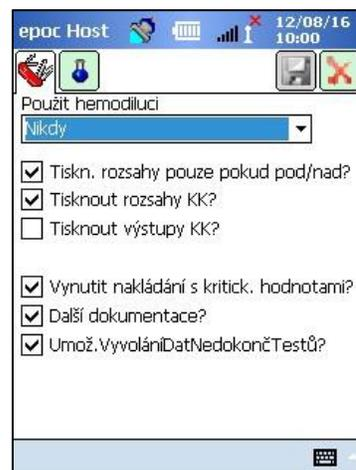 epoc Host
12/08/16
10:00
Použít hemodiluci
Nikdy
Tiskn. rozsahy pouze pokud pod/nad?
Tisknout rozsahy KK?
Tisknout výstupy KK?
Vynutit nakládání s kritick. hodnotami?
Další dokumentace?
Umož.VyvoláníDatNedokončTestů?